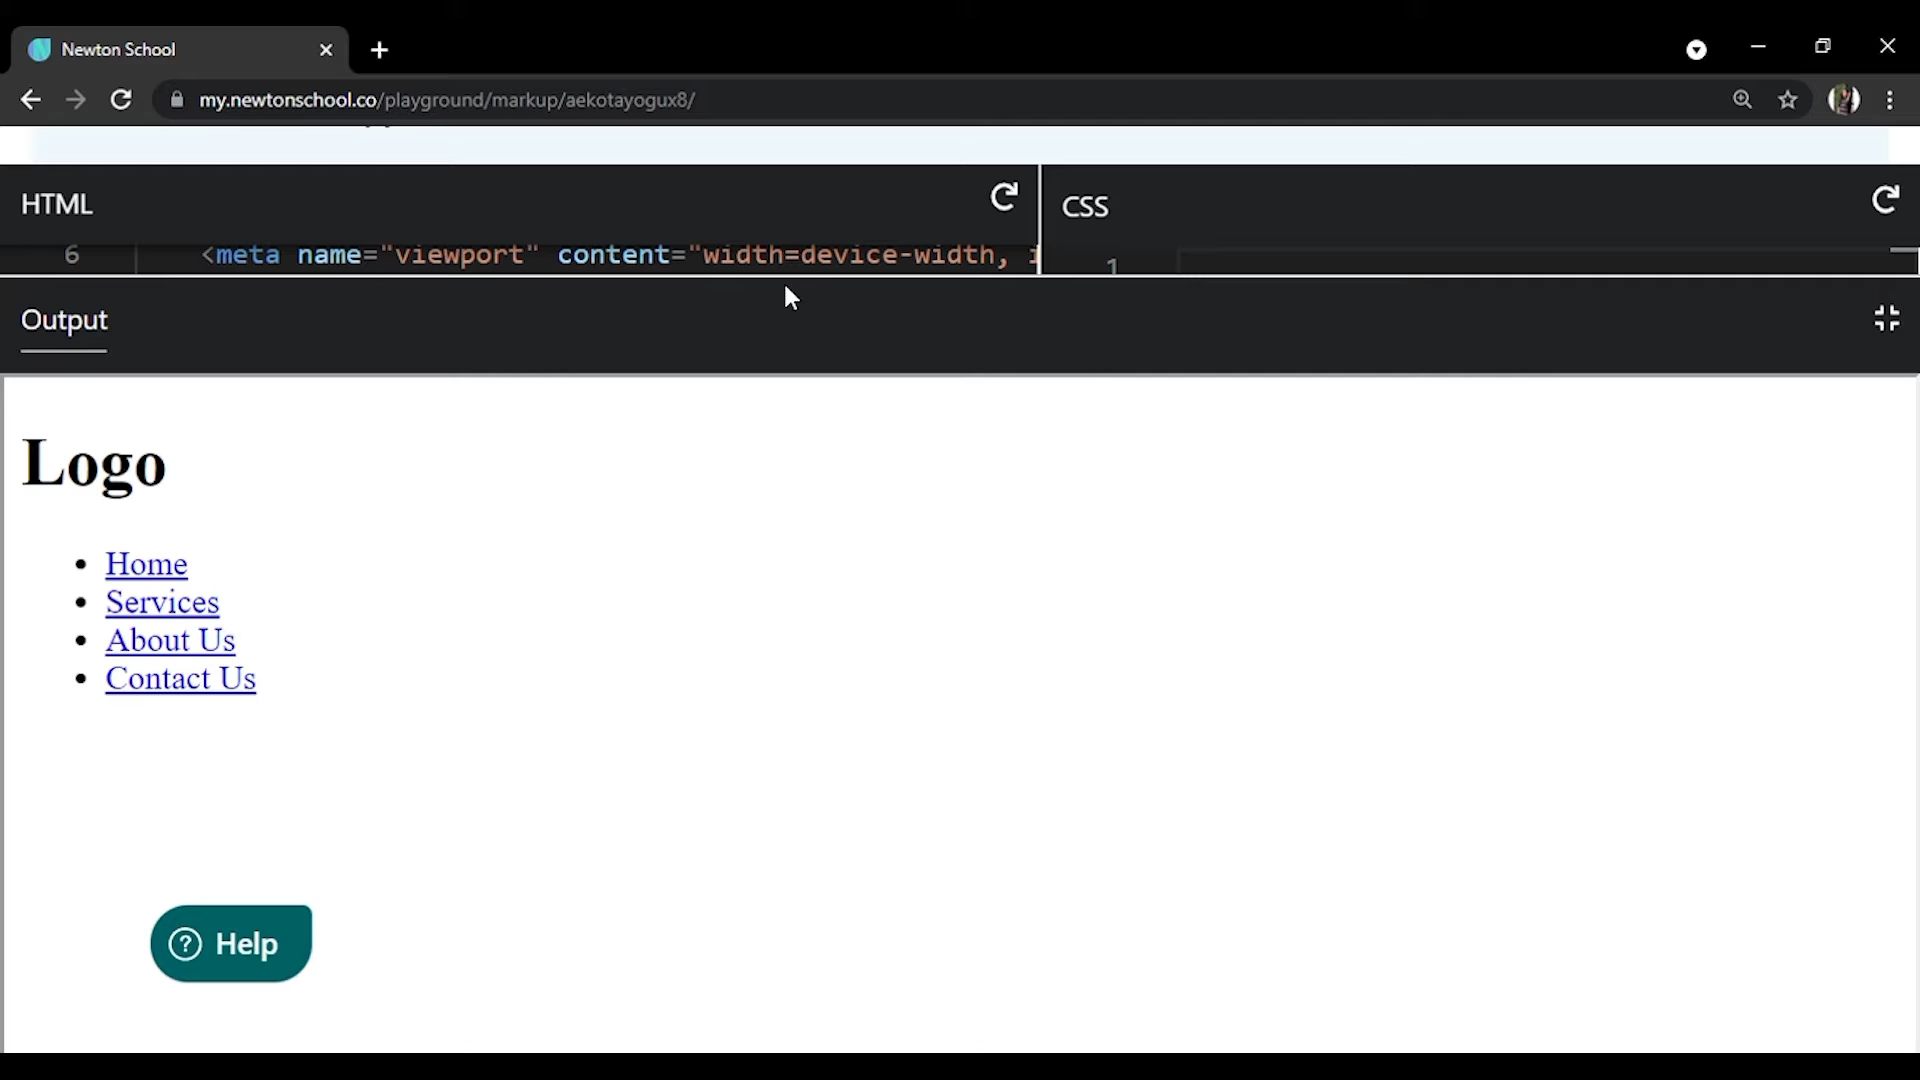 Newton School
my.newtonschool.co/playground/markup/aekotayogux8/
HTML
CSS
6 <meta name="viewport" content="width=device-width,
1
Output
Logo
Home
Services
About Us
Contact Us
Help